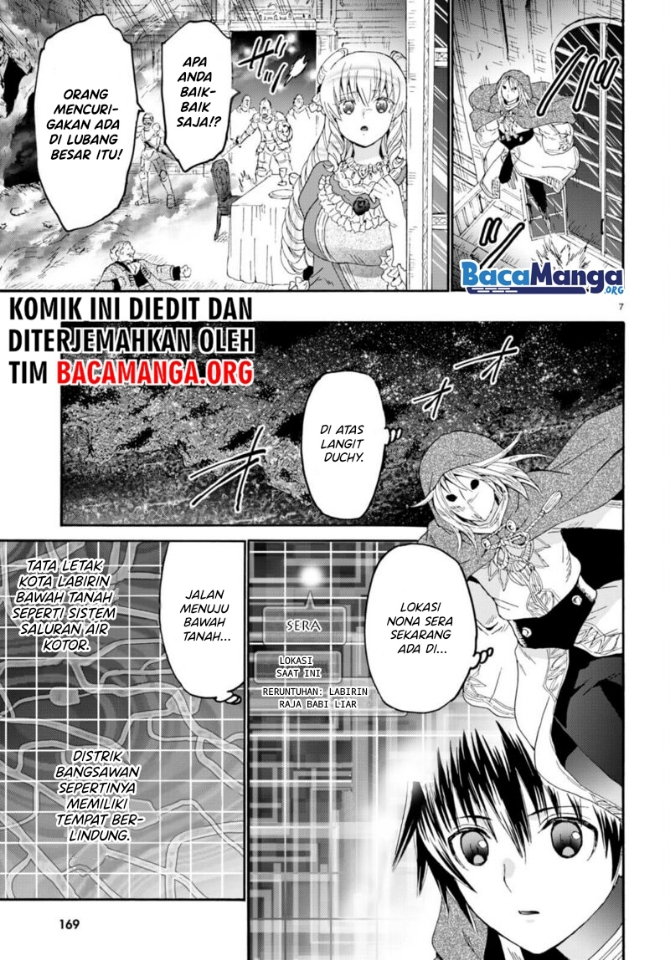 APA
ANDA
BAIK-
BAIK
SAJA!?
ORANG
MENCURI-
GAKAN ADA
DI LUBANG
BESAR ITU!
BacaManga
.ORG
7
KOMIK INI DIEDIT DAN
DITERJEMAHKAN OLEH
TIM BACAMANGA.ORG
DI ATAS
LANGIT
DUCHY.
LOKASI
NONA SERA
SEKARANG
ADA DI...
SERA
LOKASI
SAAT INI
RERUNTUHAN: LABIRIN
RAJA BABI LIAR
JALAN
MENUJU
BAWAH
TANAH...
TATA LETAK
KOTA LABIRIN
BAWAH TANAH
SEPERTI SISTEM
SALURAN AIR
KOTOR.
DISTRIK
BANGSAWAN
SEPERTINYA
MEMILIKI
TEMPAT BER-
LINDUNG.
169